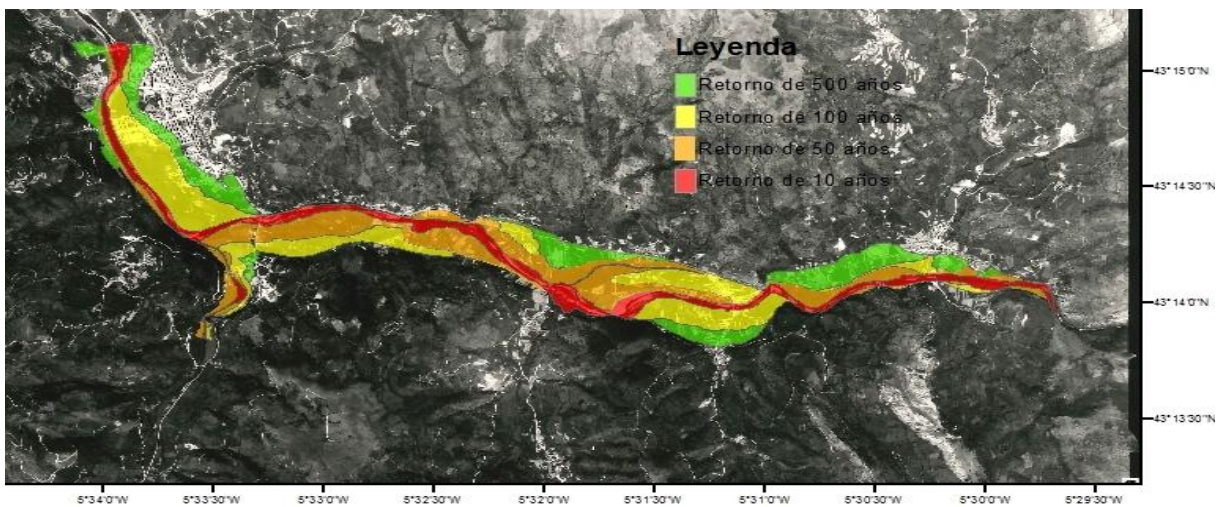 Leyenda
Retorno de 500 años
Retorno de 100 años
Retorno de 50 años
Retorno de 10 años
43°15'0"N
43°14'30"N
43°14'0"N
43°13'30"N
5°34'0"W
5°33'30"W
5°33'0"W
5°32'30"W
5°32'0"W
5°31'30"W
5°31'0"W
5°30'30"W
5°30'0"W
5°29'30"W